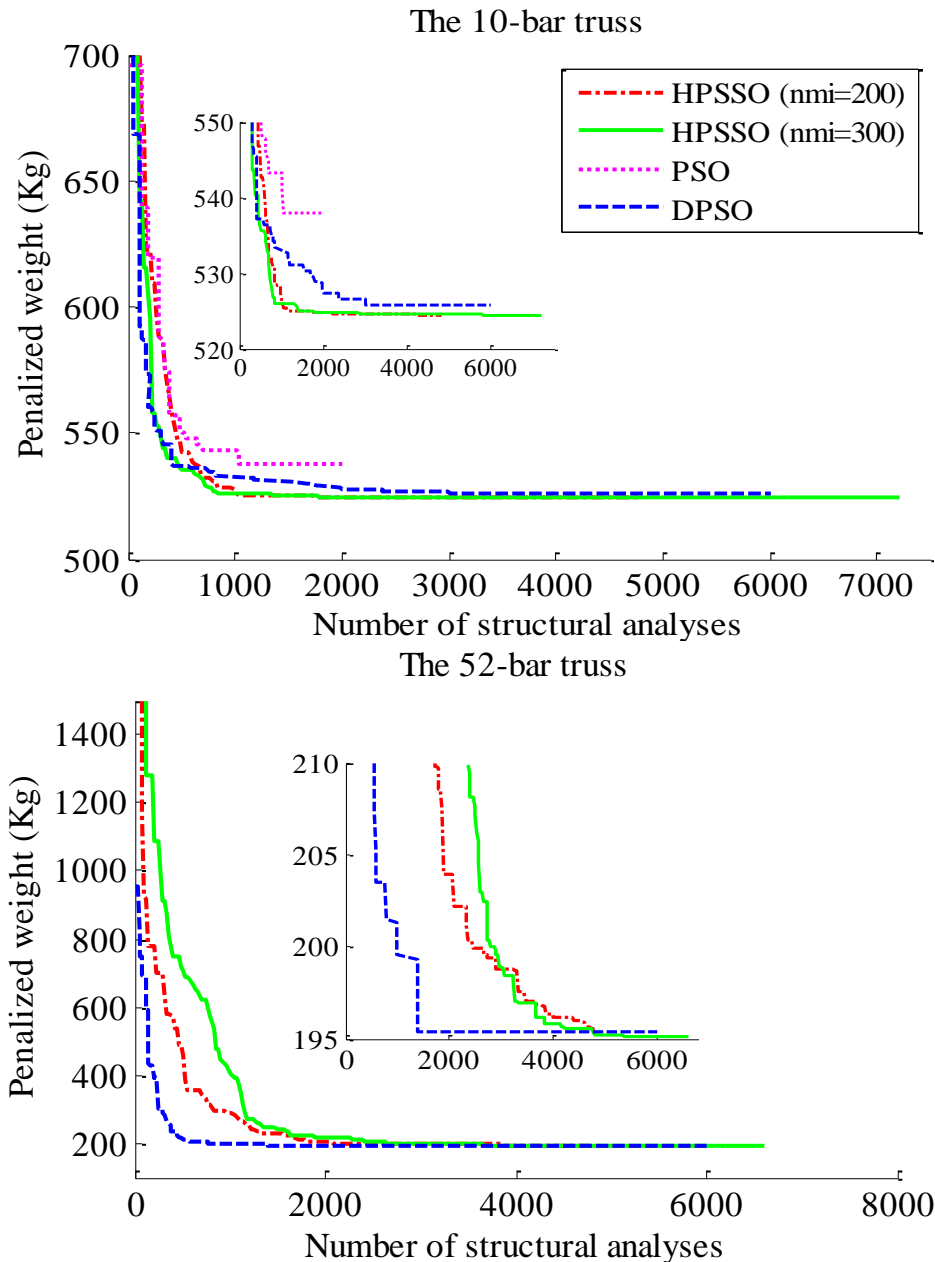 The 10-bar truss
700
650
600
550
500
Penalized weight (Kg)
0 1000 2000 3000 4000 5000 6000 7000
Number of structural analyses
HPSSO (nmi=200)
HPSSO (nmi=300)
PSO
DPSO
550
540
530
520
0 2000 4000 6000
The 52-bar truss
1400
1200
1000
800
600
400
200
Penalized weight (Kg)
0 2000 4000 6000 8000
Number of structural analyses
210
205
200
195
0 2000 4000 6000